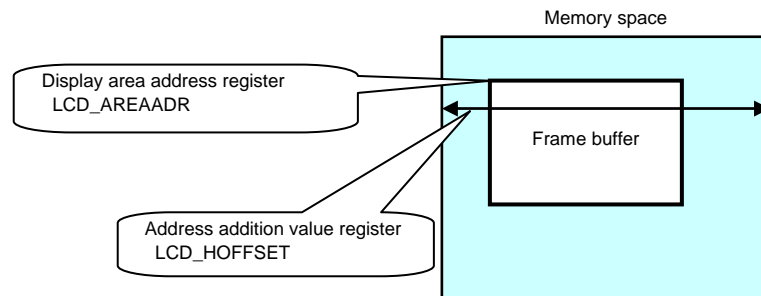 Memory space
Display area address register
LCD_AREAADR
Frame buffer
Address addition value register
LCD_HOFFSET